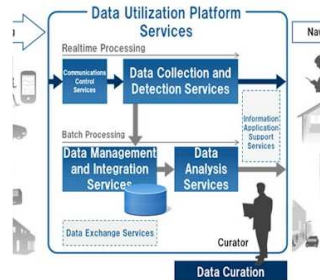 Data Utilization Platform
Services
Realtime Processing
Communications
Control
Services
Data Collection and
Detection Services
Information
Application
Support
Services
Batch Processing
Data Management
and Integration
Services
Data
Analysis
Services
Data Exchange Services
Curator
Data Curation